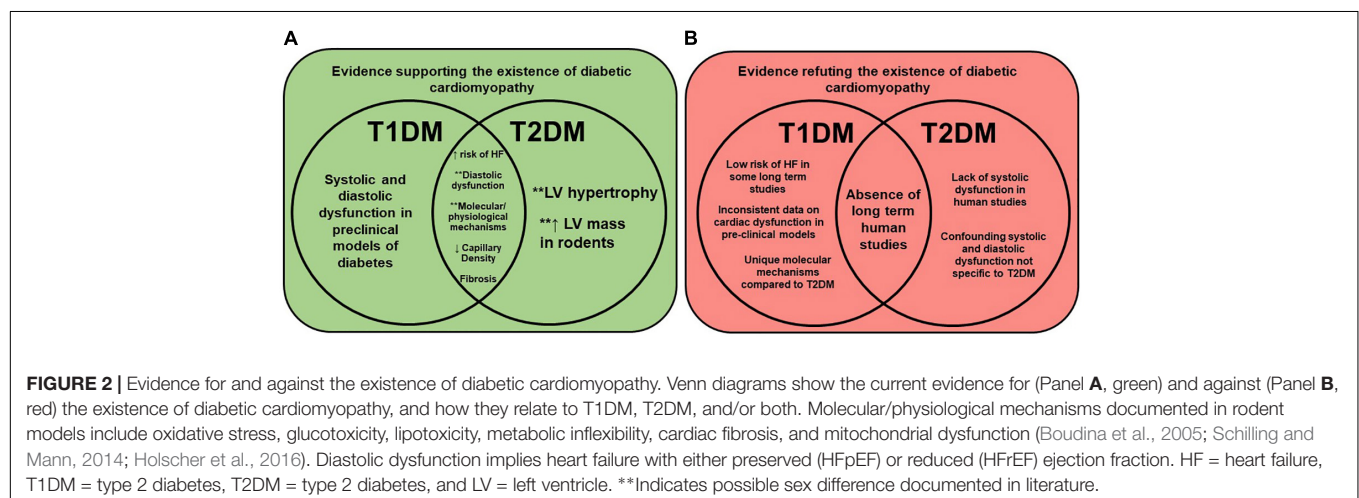 A
Evidence supporting the existence of diabetic
cardiomyopathy
T1DM
T2DM
Systolic and
diastolic
dysfunction in
preclinical
models of
diabetes
↑ risk of HF
**Diastolic
dysfunction
**Molecular/
physiological
mechanisms
↓ Capillary
Density
Fibrosis
**LV hypertrophy
**↑ LV mass
in rodents
B
Evidence refuting the existence of diabetic
cardiomyopathy
T1DM
T2DM
Low risk of HF in
some long term
studies
Inconsistent data on
cardiac dysfunction in
pre-clinical models
Unique molecular
mechanisms
compared to T2DM
Absence of
long term
human
studies
Lack of systolic
dysfunction in
human studies
Confounding systolic
and diastolic
dysfunction not
specific to T2DM
FIGURE 2 | Evidence for and against the existence of diabetic cardiomyopathy. Venn diagrams show the current evidence for (Panel A, green) and against (Panel B,
red) the existence of diabetic cardiomyopathy, and how they relate to T1DM, T2DM, and/or both. Molecular/physiological mechanisms documented in rodent
models include oxidative stress, glucotoxicity, lipotoxicity, metabolic inflexibility, cardiac fibrosis, and mitochondrial dysfunction (Boudina et al., 2005; Schilling and
Mann, 2014; Holscher et al., 2016). Diastolic dysfunction implies heart failure with either preserved (HFpEF) or reduced (HFrEF) ejection fraction. HF = heart failure,
T1DM = type 2 diabetes, T2DM = type 2 diabetes, and LV = left ventricle. **Indicates possible sex difference documented in literature.